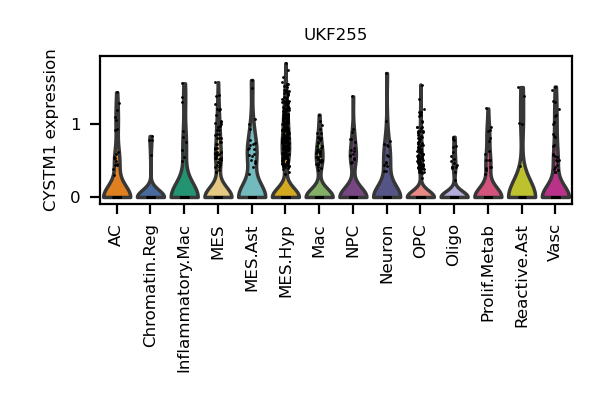 UKF255
CYSTM1 expression
1
0
AC
Chromatin.Reg
Inflammatory.Mac
MES
MES.Ast
MES.Hyp
Mac
NPC
Neuron
OPC
Oligo
Prolif.Metab
Reactive.Ast
Vasc